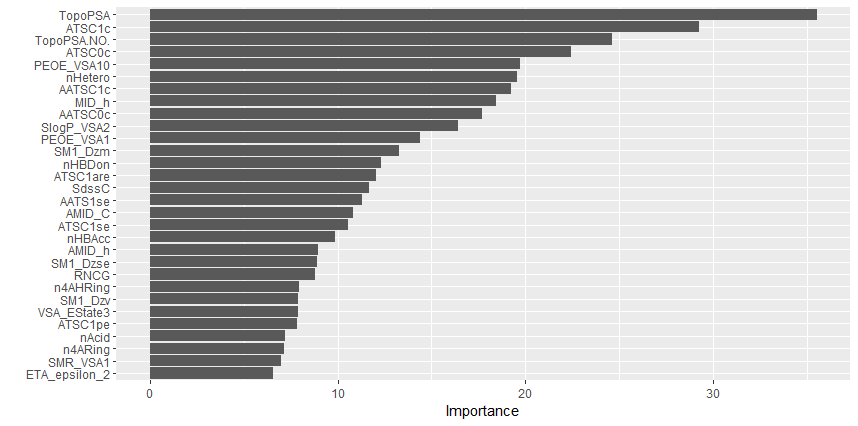 TopoPSA
ATSC1c
TopoPSA.NO.
ATSC0c
PEOE_VSA10
nHetero
AATSC1c
MID_h
AATSC0c
SlogP_VSA2
PEOE_VSA1
SM1_Dzm
nHBDon
ATSC1are
SdssC
AATS1se
AMID_C
ATSC1se
nHBAcc
AMID_h
SM1_Dzse
RNCG
n4AHRing
SM1_Dzv
VSA_EState3
ATSC1pe
nAcid
n4ARing
SMR_VSA1
ETA_epsilon_2
0 10 20 30
Importance